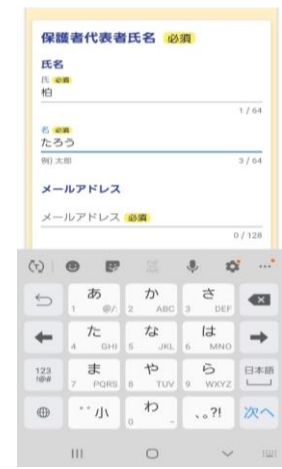 保護者代表者氏名 必須
氏名
氏 必須
柏
1 / 64
名 必須
たろう
例) 太郎 3 / 64
メールアドレス
メールアドレス 必須
0 / 128
あ か さ
1 @/: 2 ABC 3 DEF
た な は
4 GHI 5 JKL 6 MNO
123 ま や ら 日本語
!@# 7 PQRS 8 TUV 9 WXYZ
小 わ 、。?! 次へ
0 -